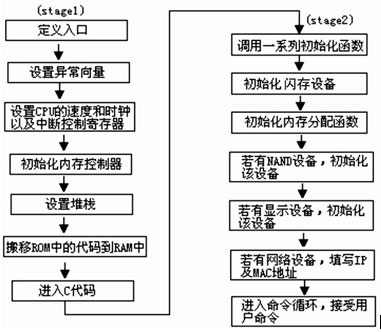 (stage1)
定义入口
设置异常向量
设置CPU的速度和时钟
以及中断控制寄存器
初始化内存控制器
设置堆栈
搬移ROM中的代码到RAM中
进入C代码
(stage2)
调用一系列初始化函数
初始化闪存设备
初始化内存分配函数
若有NAND设备，初始化
该设备
若有显示设备，初始化
该设备
若有网络设备，填写IP
及MAC地址
进入命令循环，接受用
户命令